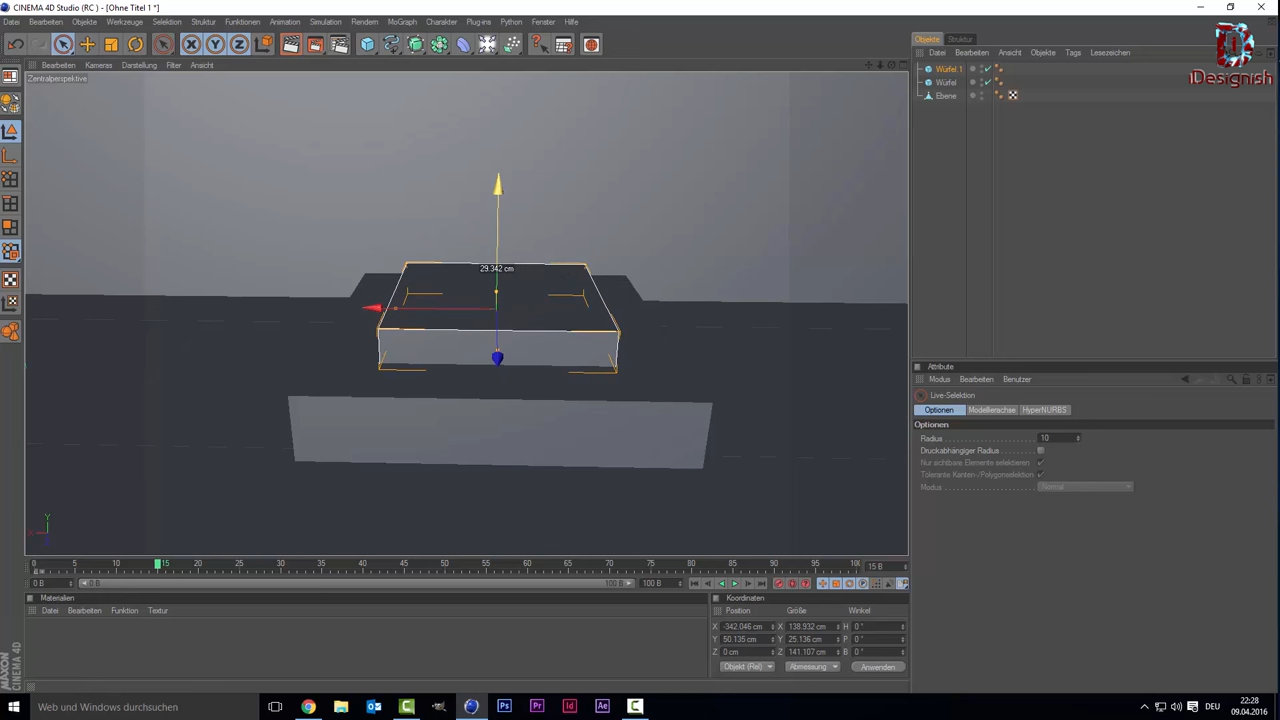 CINEMA 4D Studio (RC ) - [Ohne Titel 1 *]
Datei Bearbeiten Objekte Werkzeuge Selektion Struktur Funktionen Animation Simulation Rendern MoGraph Charakter Plug-ins Python Fenster Hilfe
X Y Z
Bearbeiten Kameras Darstellung Filter Ansicht
Zentralperspektive
29.342 cm
Y
X
0 5 10 15 20 25 30 35 40 45 50 55 60 65 70 75 80 85 90 95 100 15 B
0 B 0 B 100 B 100 B
Materialien
Datei Bearbeiten Funktion Textur
Koordinaten
Position Größe Winkel
X -342.046 cm X 138.932 cm H 0 °
Y 50.135 cm Y 25.136 cm P 0 °
Z 0 cm Z 141.107 cm B 0 °
Objekt (Rel) Abmessung Anwenden
MAXON
CINEMA 4D
Objekte Struktur
Datei Bearbeiten Ansicht Objekte Tags Lesezeichen
Würfel.1
Würfel
Ebene
iDesignish
Attribute
Modus Bearbeiten Benutzer
Live-Selektion
Optionen Modellierachse HyperNURBS
Optionen
Radius 10
Druckabhängiger Radius
Nur sichtbare Elemente selektieren
Tolerante Kanten-/Polygonselektion
Modus Normal
Web und Windows durchsuchen
Ps Pr Id Ae
DEU
22:28
09.04.2016